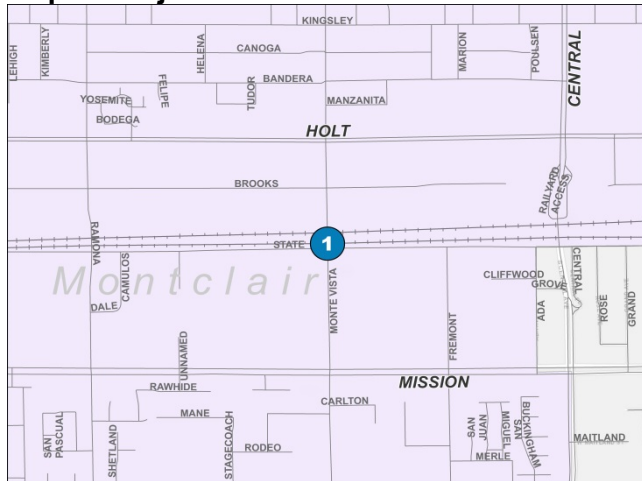 KINGSLEY
LEHIGH
KIMBERLY
HELENA
CANOGA
MARION
POULSEN
CENTRAL
BANDERA
FELIPE
TUDOR
YOSEMITE
MANZANITA
BODEGA
HOLT
BROOKS
RAILYARD
ACCESS
RAMONA
STATE
1
Montclair
CAMULOS
DALE
MONTE VISTA
CLIFFWOOD
GROVE
CENTRAL
ADA
ROSE
GRAND
FREMONT
UNNAMED
MISSION
RAWHIDE
CARLTON
MANE
SAN
PASCUAL
SHETLAND
STAGECOACH
RODEO
SAN
JUAN
SAN
MIGUEL
BUCKINGHAM
MERLE
MAITLAND